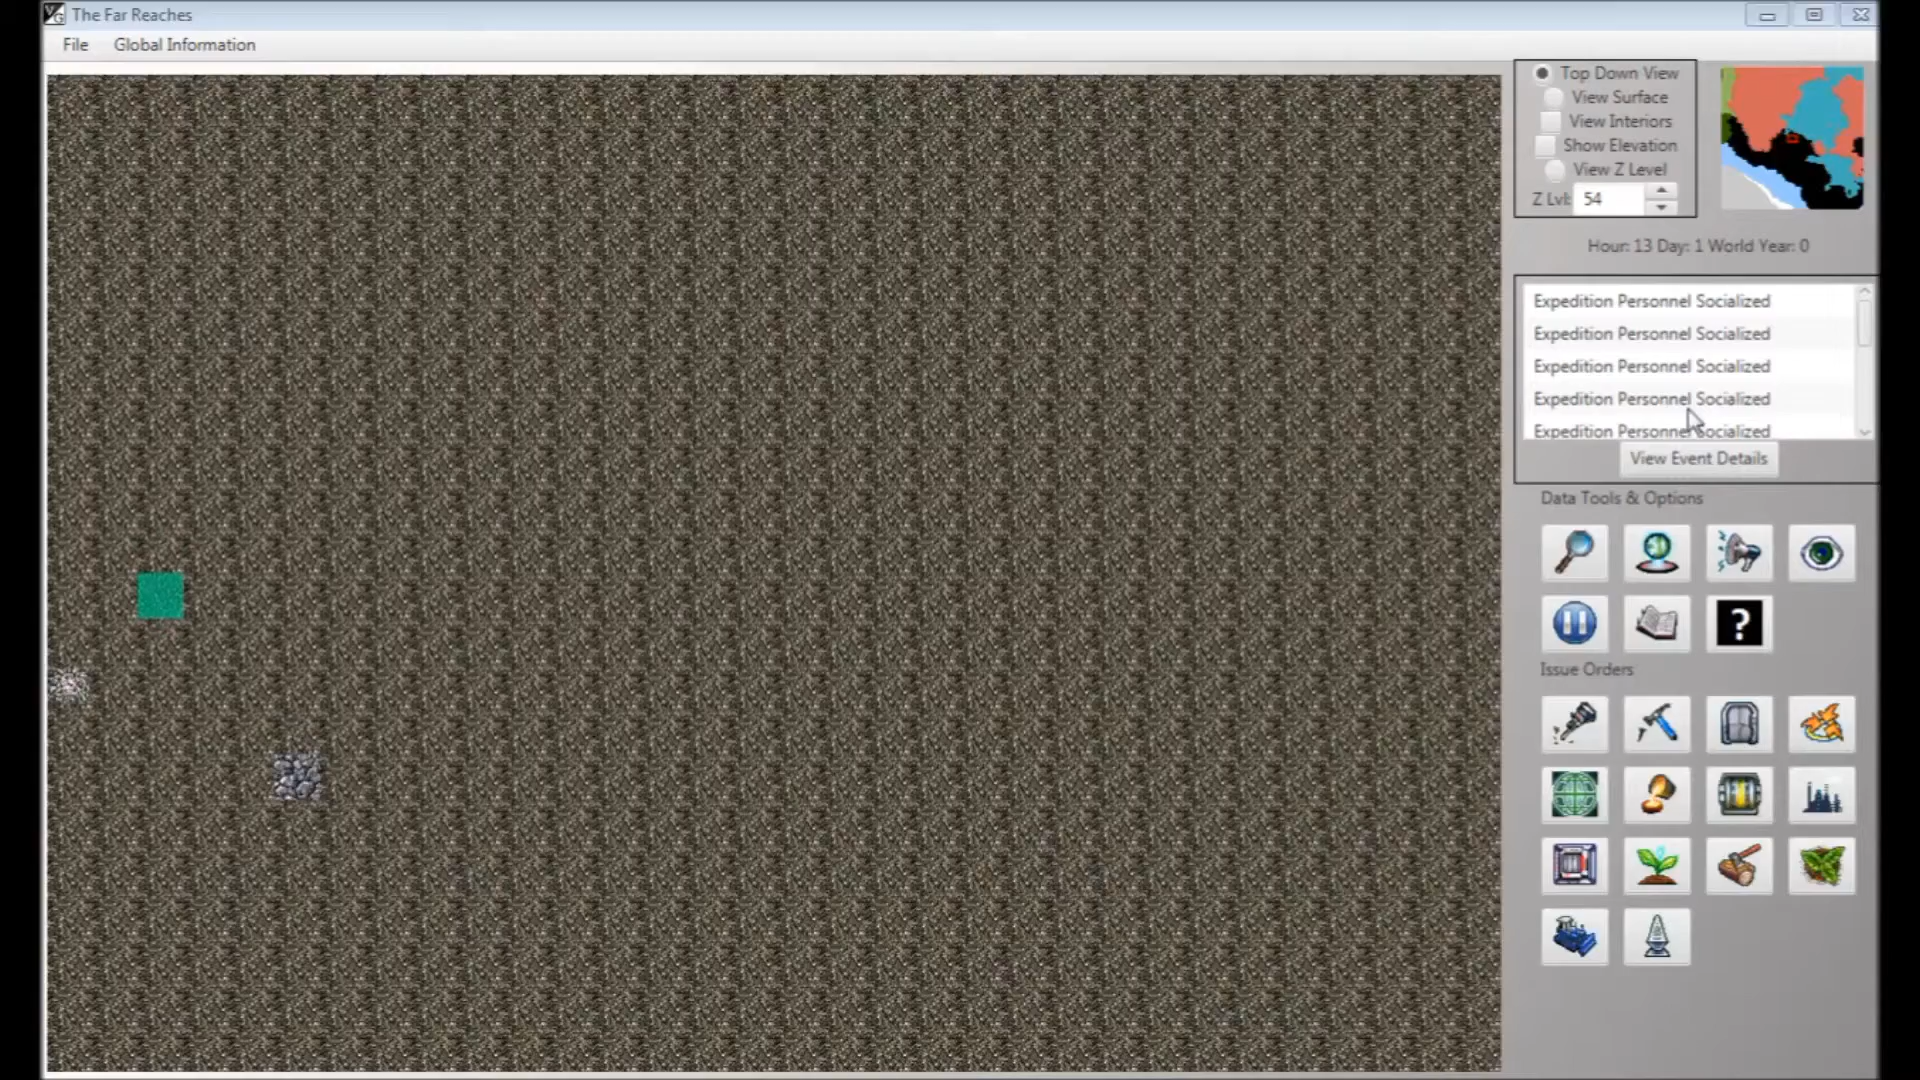 The Far Reaches
File Global Information
Top Down View
View Surface
View Interiors
Show Elevation
View Z Level
Z Lvl: 54
Hour: 13 Day: 1 World Year: 0
Expedition Personnel Socialized
Expedition Personnel Socialized
Expedition Personnel Socialized
Expedition Personnel Socialized
Expedition Personnel Socialized
View Event Details
Data Tools & Options
?
Issue Orders